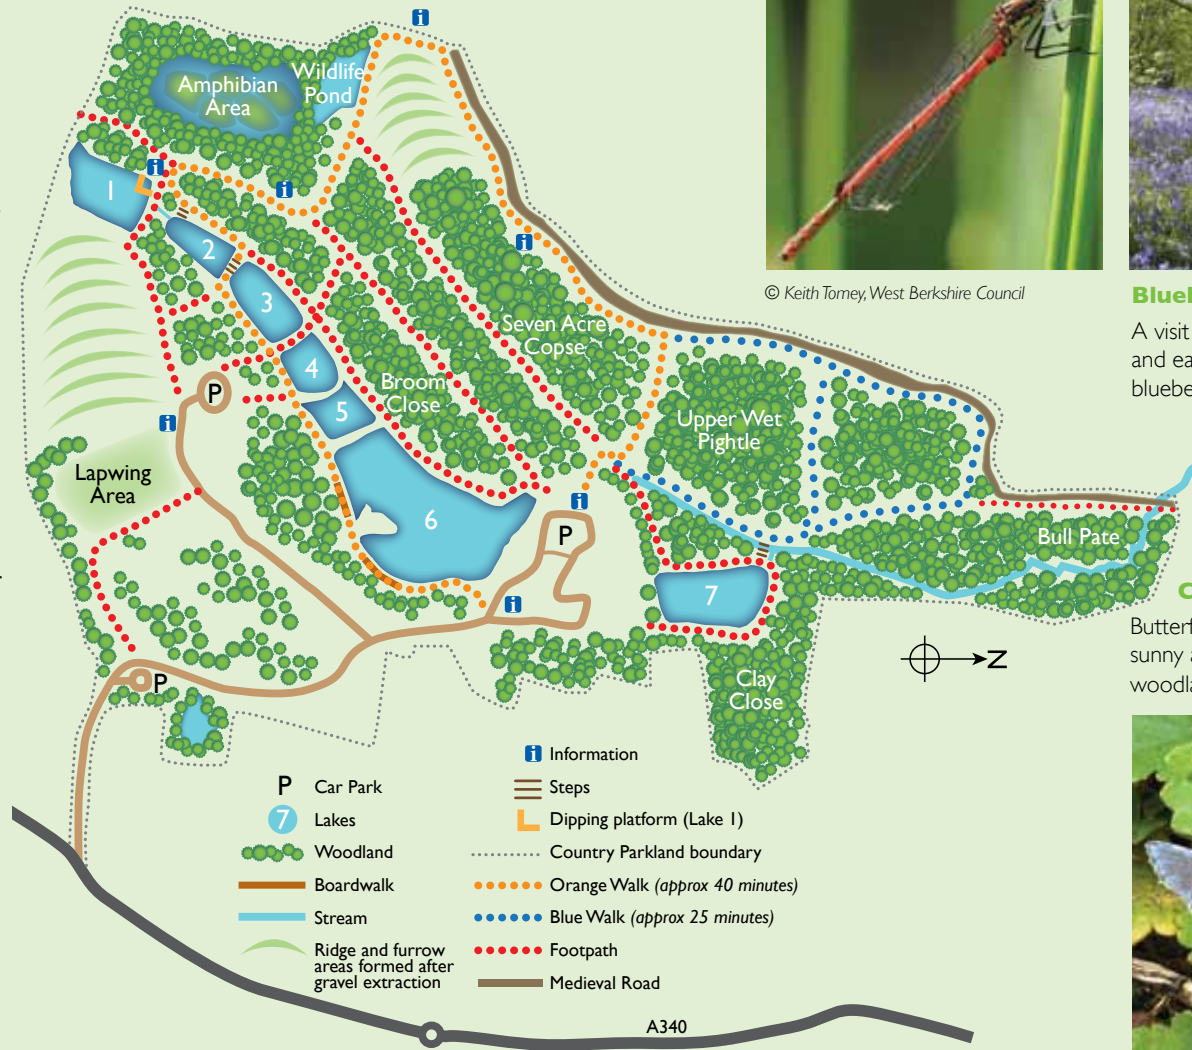 i
Wildlife
Pond
Amphibian
Area
i
i
1
2
i
3
Seven Acre
Copse
4
Broom
Close
P
5
i
Upper Wet
Pightle
Lapwing
Area
i
6
P
Bull Pate
7
i
N
P
Clay
Close
© Keith Tomey, West Berkshire Council
A visit
and ea
bluebe
C
Butterf
sunny a
woodla
P Car Park
7 Lakes
Woodland
Boardwalk
Stream
Ridge and furrow
areas formed after
gravel extraction
i Information
Steps
Dipping platform (Lake 1)
Country Parkland boundary
Orange Walk (approx 40 minutes)
Blue Walk (approx 25 minutes)
Footpath
Medieval Road
A340